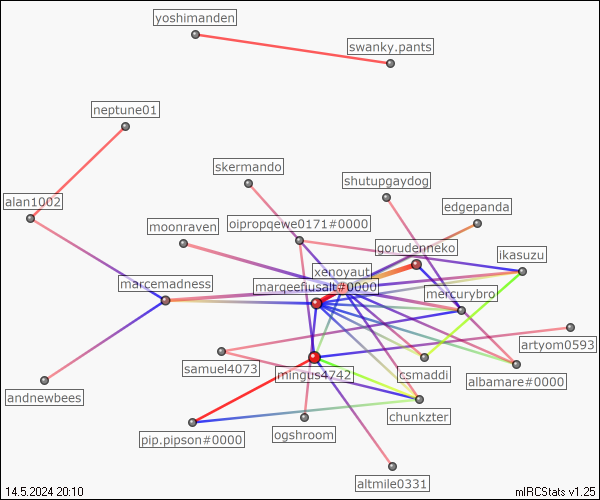 yoshimanden
swanky.pants
neptune01
skermando
shutupgaydog
alan1002
edgepanda
moonraven
oipropqewe0171#0000
gorudenneko
ikasuzu
xenoyaut
marcemadness
marqeefiusalt#0000
mercurybro
artyom0593
samuel4073
mingus4742
csmaddi
albamare#0000
andnewbees
chunkzter
pip.pipson#0000
ogshroom
altmile0331
14.5.2024 20:10
mIRCStats v1.25